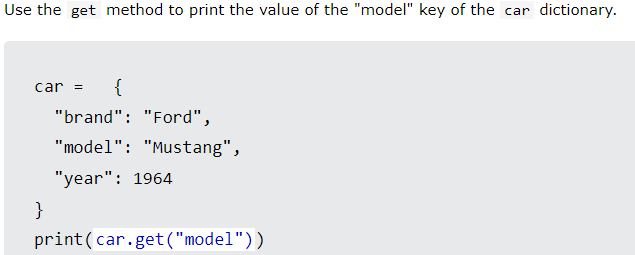 Use the get method to print the value of the "model" key of the car dictionary.
car =   {
  "brand": "Ford",
  "model": "Mustang",
  "year": 1964
}
print(car.get("model"))